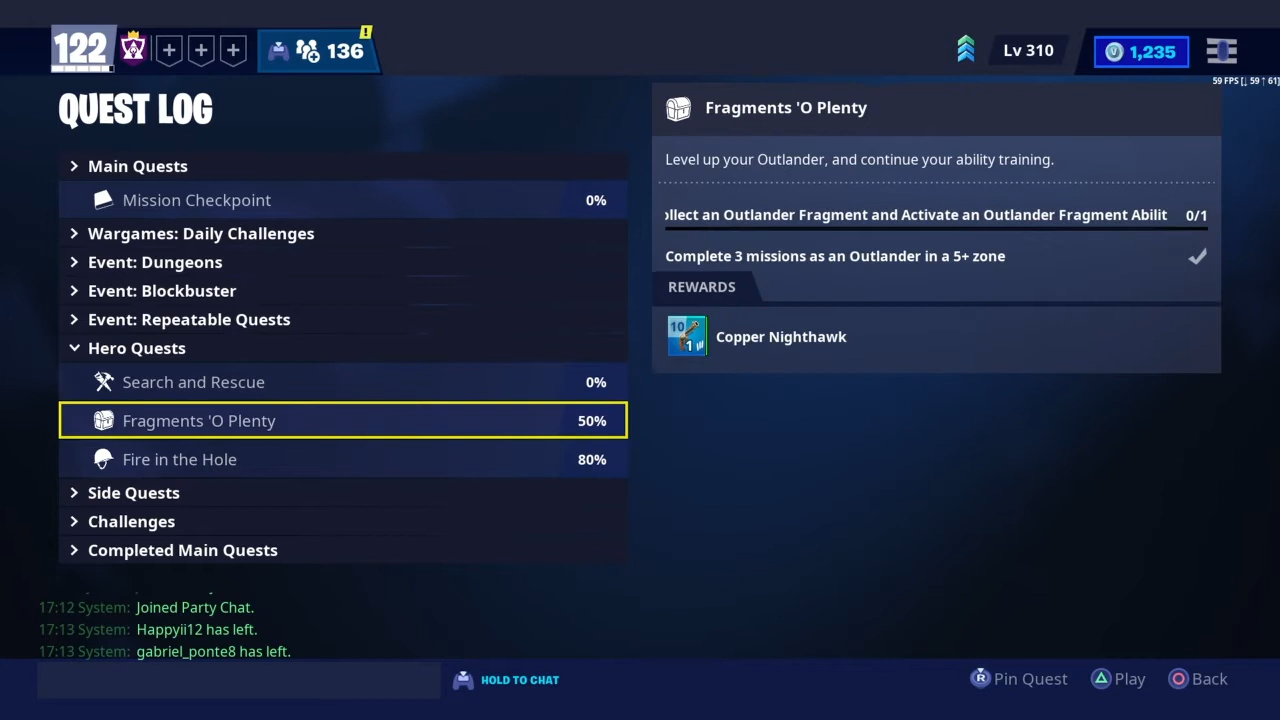 122
136
!
Lv 310
1,235
59 FPS [↓ 59 ↑ 61]
QUEST LOG
Main Quests
Mission Checkpoint 0%
Wargames: Daily Challenges
Event: Dungeons
Event: Blockbuster
Event: Repeatable Quests
Hero Quests
Search and Rescue 0%
Fragments 'O Plenty 50%
Fire in the Hole 80%
Side Quests
Challenges
Completed Main Quests
Fragments 'O Plenty
Level up your Outlander, and continue your ability training.
ollect an Outlander Fragment and Activate an Outlander Fragment Abilit 0/1
Complete 3 missions as an Outlander in a 5+ zone
REWARDS
10
1
Copper Nighthawk
17:12 System: Joined Party Chat.
17:13 System: Happyii12 has left.
17:13 System: gabriel_ponte8 has left.
HOLD TO CHAT
R Pin Quest
Play
Back